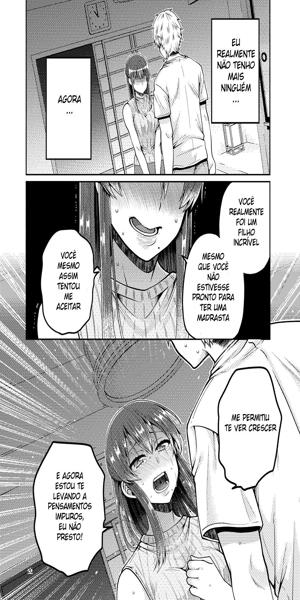 EU
REALMENTE
NÃO TENHO
MAIS
NINGUÉM
...
AGORA
...
VOCÊ
REALMENTE
FOI UM
FILHO
INCRÍVEL
MESMO
QUE VOCÊ
NÃO
ESTIVESSE
PRONTO PARA
TER UMA
MADRASTA
VOCÊ
MESMO
ASSIM
TENTOU
ME
ACEITAR
ME PERMITIU
TE VER CRESCER
E AGORA
ESTOU TE
LEVANDO A
PENSAMENTOS
IMPUROS,
EU NÃO
PRESTO!